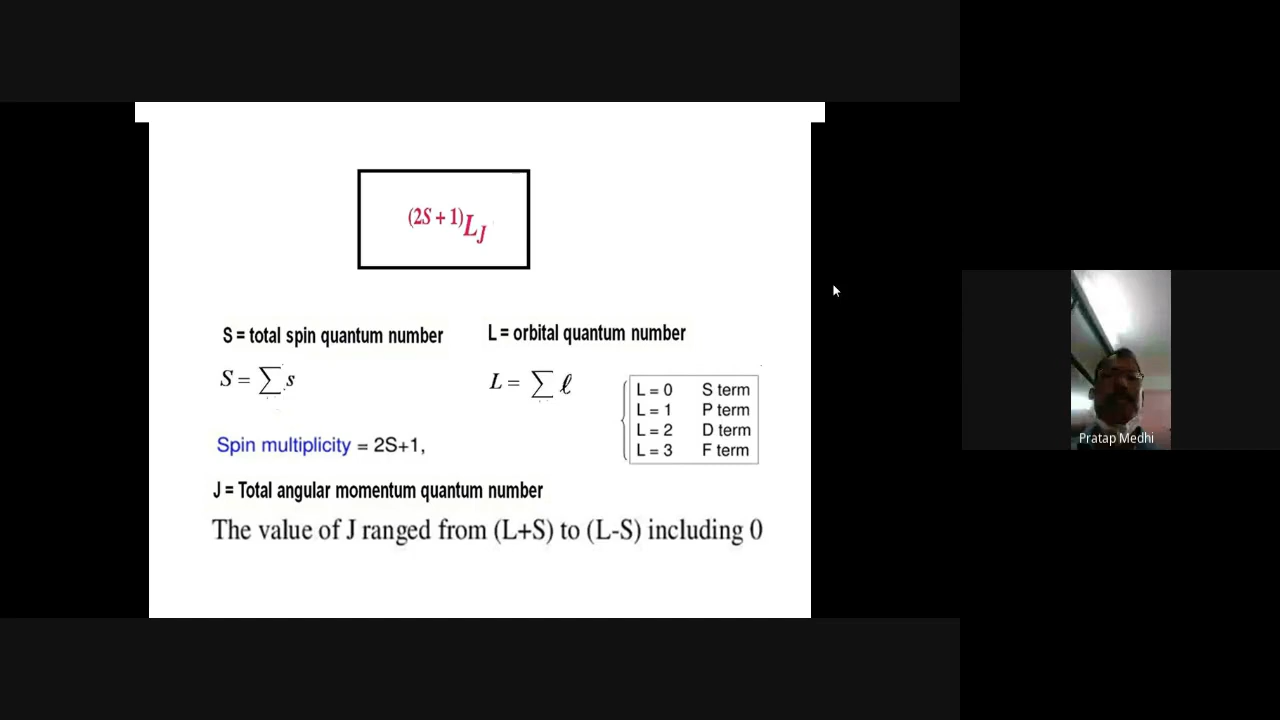 (2S + 1)LJ
S = total spin quantum number
L = orbital quantum number
S = ∑ s
L = ∑ ℓ
L = 0 S term
L = 1 P term
L = 2 D term
L = 3 F term
Spin multiplicity = 2S+1,
J = Total angular momentum quantum number
The value of J ranged from (L+S) to (L-S) including 0
Pratap Medhi